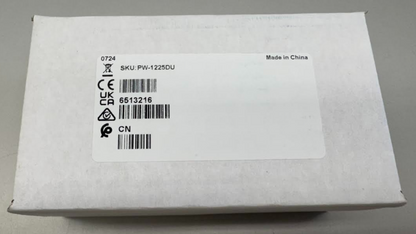 0724
Made in China
SKU: PW-1225DU
6513216
CN